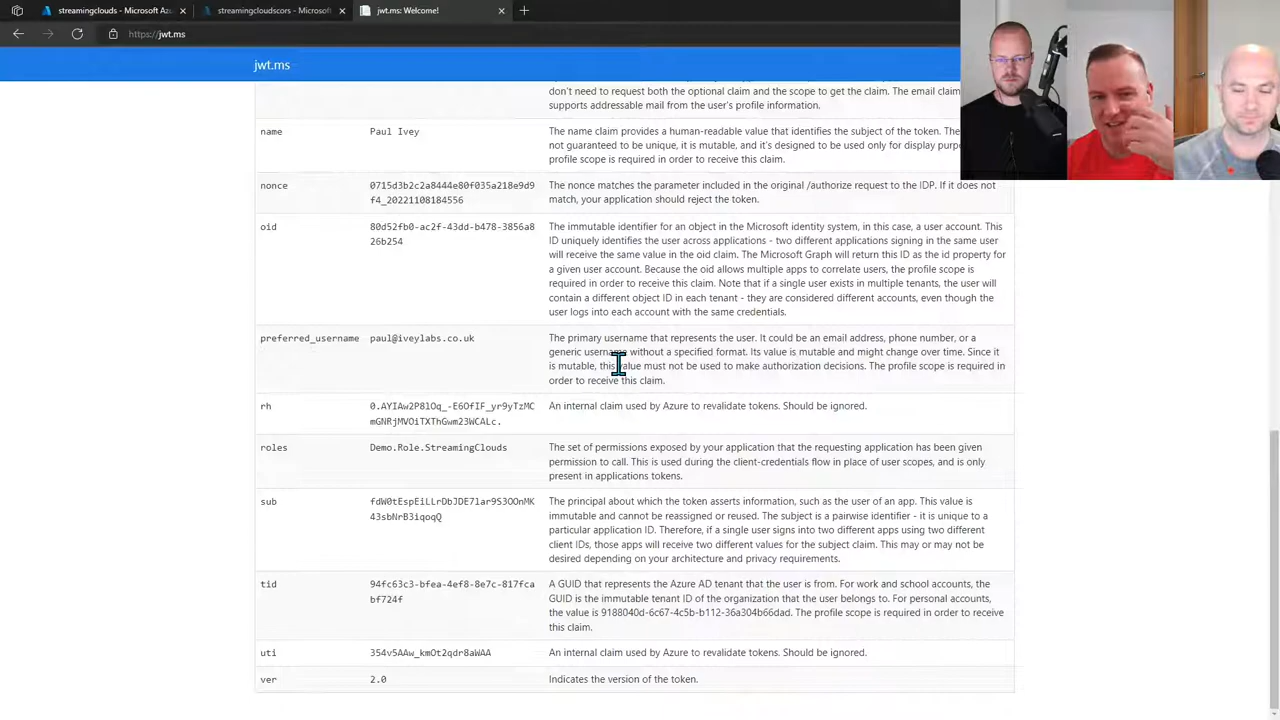 streamingclouds - Microsoft Az
streamingcloudscors - Microsoft
jwt.ms: Welcome!
https://jwt.ms
jwt.ms
don't need to request both the optional claim and the scope to get the claim. The email claim
supports addressable mail from the user's profile information.
name Paul Ivey The name claim provides a human-readable value that identifies the subject of the token. The
not guaranteed to be unique, it is mutable, and it's designed to be used only for display
profile scope is required in order to receive this claim.
nonce 0715d3b2c2a8444e80f035a218e9d9 The nonce matches the parameter included in the original /authorize request to the IDP. If it does not
f4_20221108184556 match, your application should reject the token.
oid 80d52fb0-ac2f-43dd-b478-3856a8 The immutable identifier for an object in the Microsoft identity system, in this case, a user account. This
26b254 ID uniquely identifies the user across applications - two different applications signing in the same user
will receive the same value in the oid claim. The Microsoft Graph will return this ID as the id property for
a given user account. Because the oid allows multiple apps to correlate users, the profile scope is
required in order to receive this claim. Note that if a single user exists in multiple tenants, the user will
contain a different object ID in each tenant - they are considered different accounts, even though the
user logs into each account with the same credentials.
preferred_username paul@iveylabs.co.uk The primary username that represents the user. It could be an email address, phone number, or a
generic username without a specified format. Its value is mutable and might change over time. Since it
is mutable, this value must not be used to make authorization decisions. The profile scope is required in
order to receive this claim.
rh 0.AYIAw2P8lOq_-E6OfIF_yr9yTzMC An internal claim used by Azure to revalidate tokens. Should be ignored.
mGNRjMVOiTXThGwm23WCALc.
roles Demo.Role.StreamingClouds The set of permissions exposed by your application that the requesting application has been given
permission to call. This is used during the client-credentials flow in place of user scopes, and is only
present in applications tokens.
sub fdW0tEspEiLLrDbJDE7lar9S3OOnMK The principal about which the token asserts information, such as the user of an app. This value is
43sbNrB3iqoqQ immutable and cannot be reassigned or reused. The subject is a pairwise identifier - it is unique to a
particular application ID. Therefore, if a single user signs into two different apps using two different
client IDs, those apps will receive two different values for the subject claim. This may or may not be
desired depending on your architecture and privacy requirements.
tid 94fc63c3-bfea-4ef8-8e7c-817fca A GUID that represents the Azure AD tenant that the user is from. For work and school accounts, the
bf724f GUID is the immutable tenant ID of the organization that the user belongs to. For personal accounts,
the value is 9188040d-6c67-4c5b-b112-36a304b66dad. The profile scope is required in order to receive
this claim.
uti 354v5AAw_kmOt2qdr8aWAA An internal claim used by Azure to revalidate tokens. Should be ignored.
ver 2.0 Indicates the version of the token.